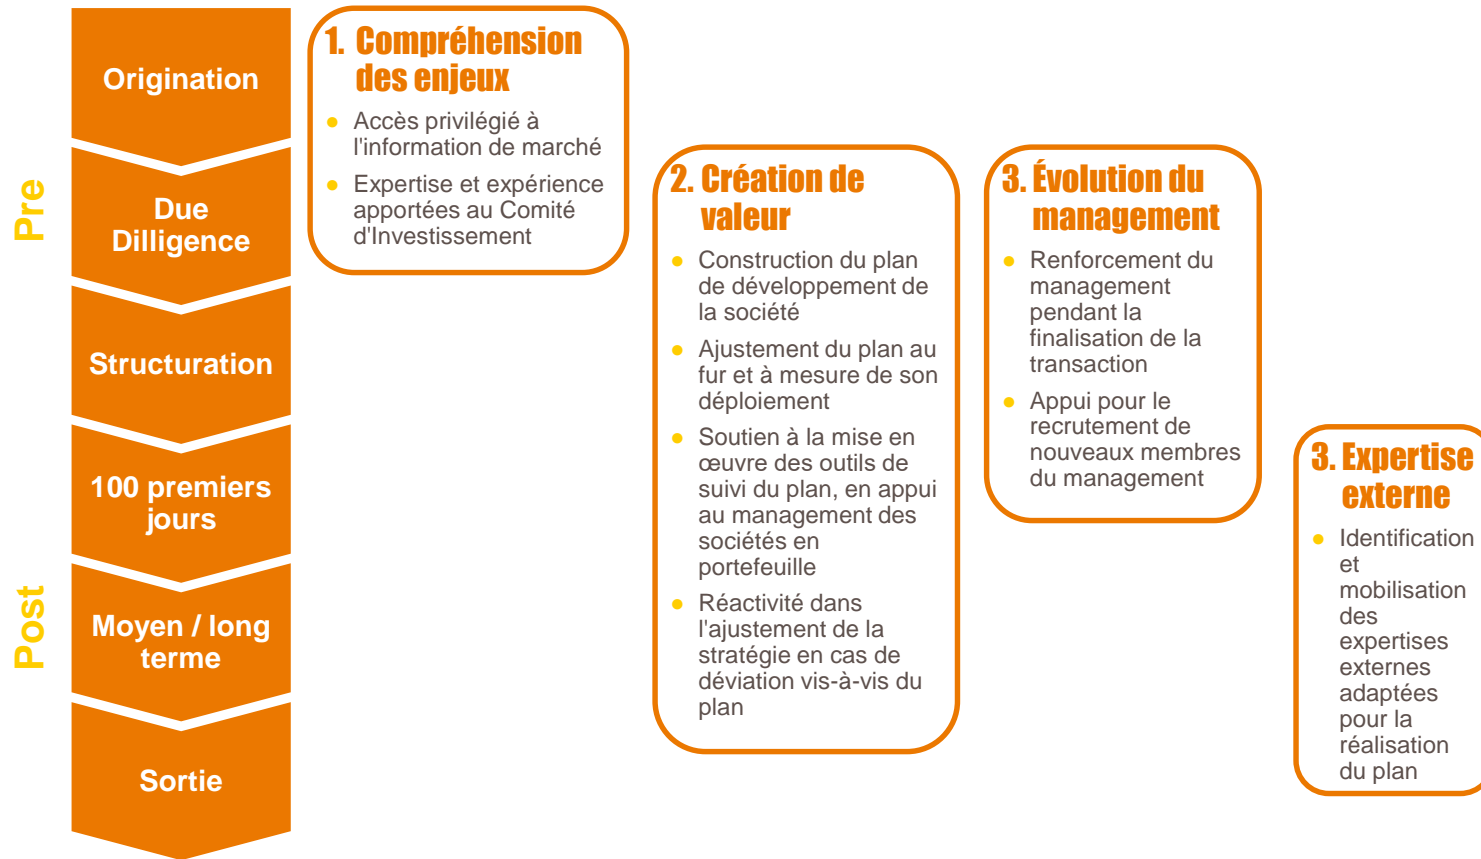 Pre
Post
Origination
Due
Dilligence
Structuration
100 premiers
jours
Moyen / long
terme
Sortie
1. Compréhension
des enjeux
● Accès privilégié à
l'information de marché
● Expertise et expérience
apportées au Comité
d'Investissement
2. Création de
valeur
● Construction du plan
de développement de
la société
● Ajustement du plan au
fur et à mesure de son
déploiement
● Soutien à la mise en
œuvre des outils de
suivi du plan, en appui
au management des
sociétés en
portefeuille
● Réactivité dans
l'ajustement de la
stratégie en cas de
déviation vis-à-vis du
plan
3. Évolution du
management
● Renforcement du
management
pendant la
finalisation de la
transaction
● Appui pour le
recrutement de
nouveaux membres
du management
3. Expertise
externe
● Identification
et
mobilisation
des
expertises
externes
adaptées
pour la
réalisation
du plan